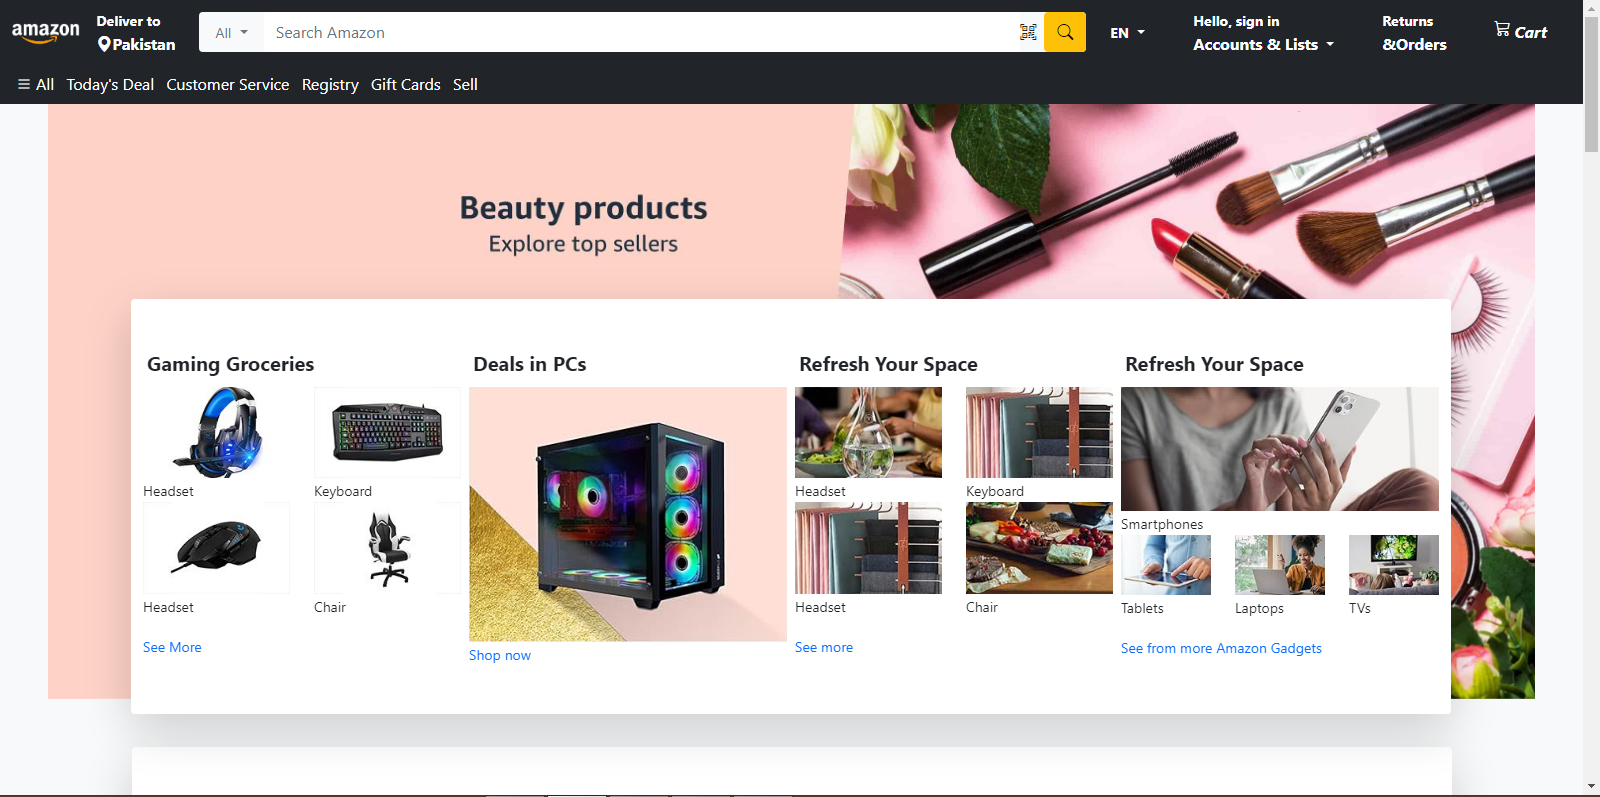 amazon
Deliver to
Pakistan
All
Search Amazon
EN
Hello, sign in
Accounts & Lists
Returns
&Orders
Cart
All
Today's Deal
Customer Service
Registry
Gift Cards
Sell
Beauty products
Explore top sellers
Gaming Groceries
Headset
Keyboard
Headset
Chair
See More
Deals in PCs
Shop now
Refresh Your Space
Headset
Keyboard
Headset
Chair
See more
Refresh Your Space
Smartphones
Tablets
Laptops
TVs
See from more Amazon Gadgets